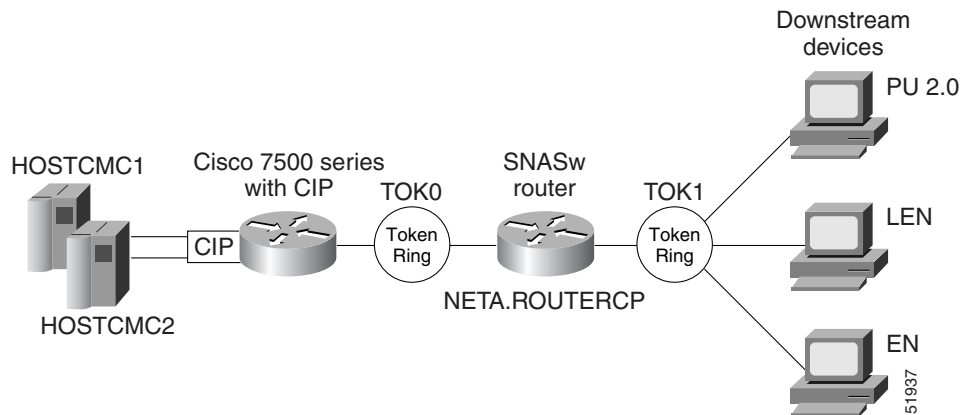 Downstream
devices
PU 2.0
HOSTCMC1
Cisco 7500 series
with CIP
TOK0
SNASw
router
TOK1
LEN
CIP
Token
Ring
Token
Ring
NETA.ROUTERCP
HOSTCMC2
EN
51937